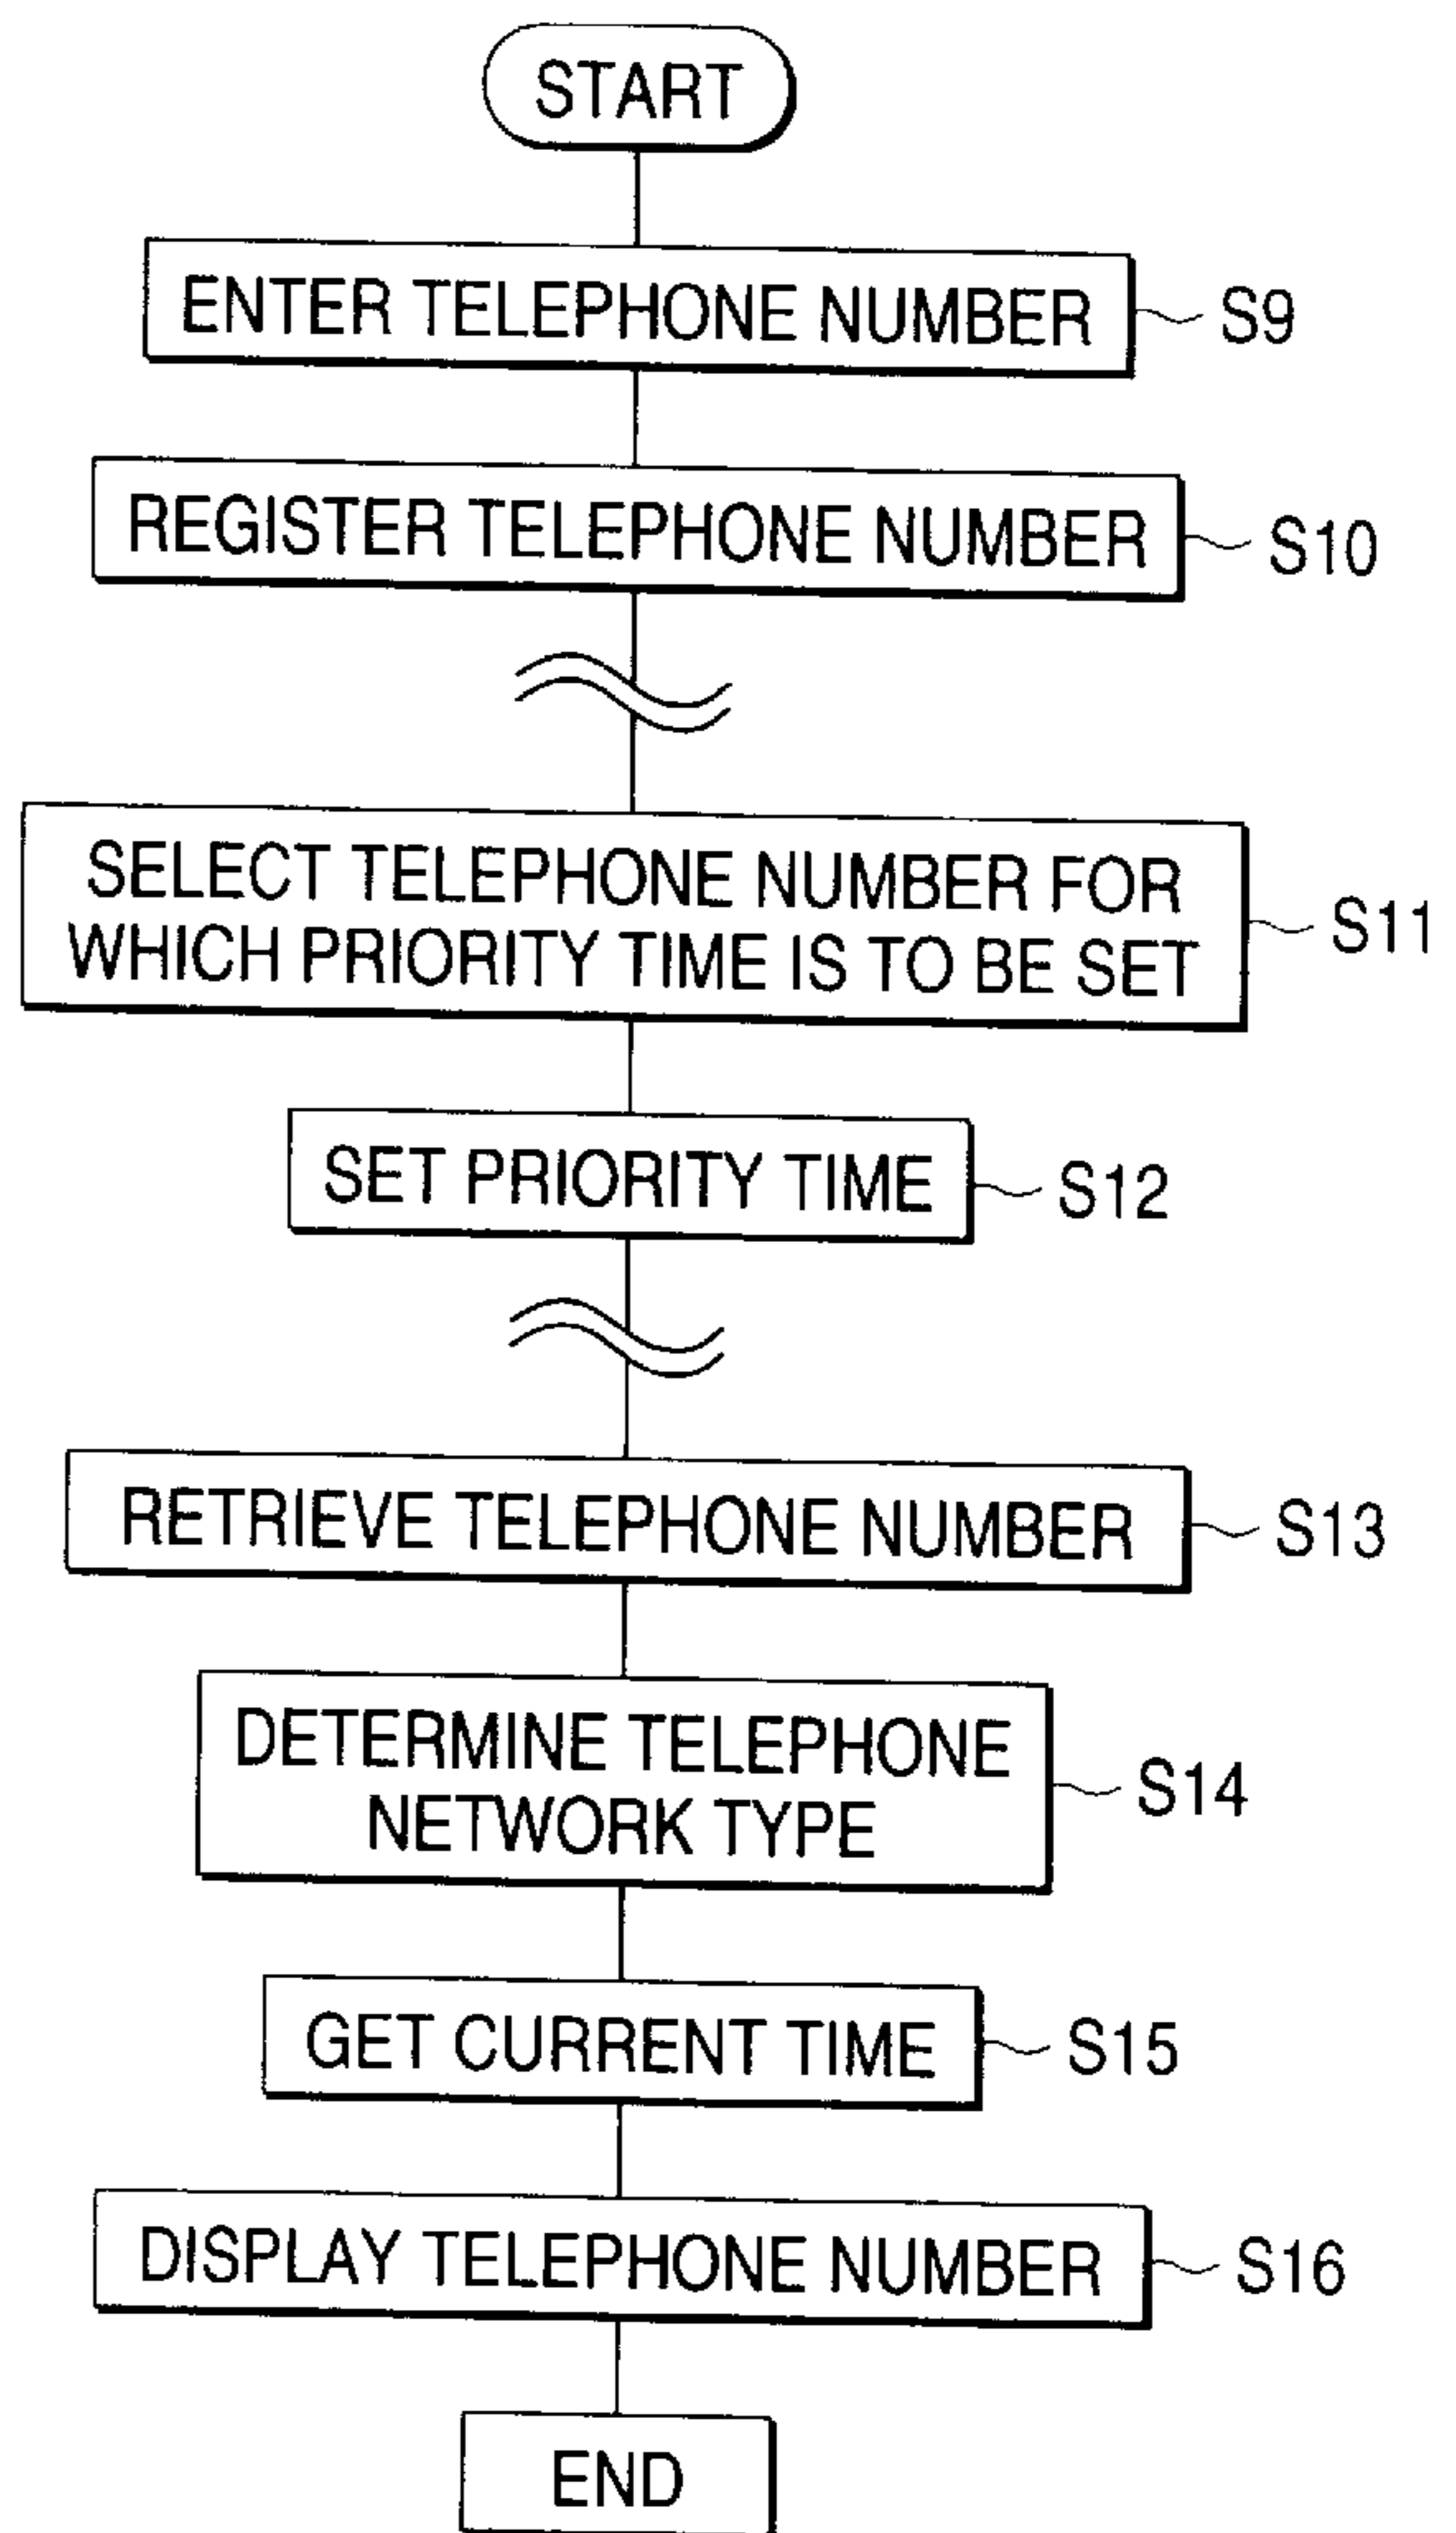 START
ENTER TELEPHONE NUMBER
S9
REGISTER TELEPHONE NUMBER
S10
SELECT TELEPHONE NUMBER FOR
WHICH PRIORITY TIME IS TO BE SET
S11
SET PRIORITY TIME
S12
RETRIEVE TELEPHONE NUMBER
S13
DETERMINE TELEPHONE
NETWORK TYPE
S14
GET CURRENT TIME
S15
DISPLAY TELEPHONE NUMBER
S16
END